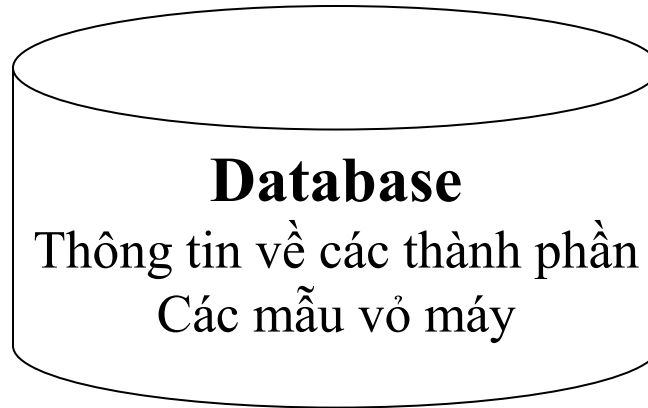 Database
Thông tin về các thành phần
Các mẫu vỏ máy